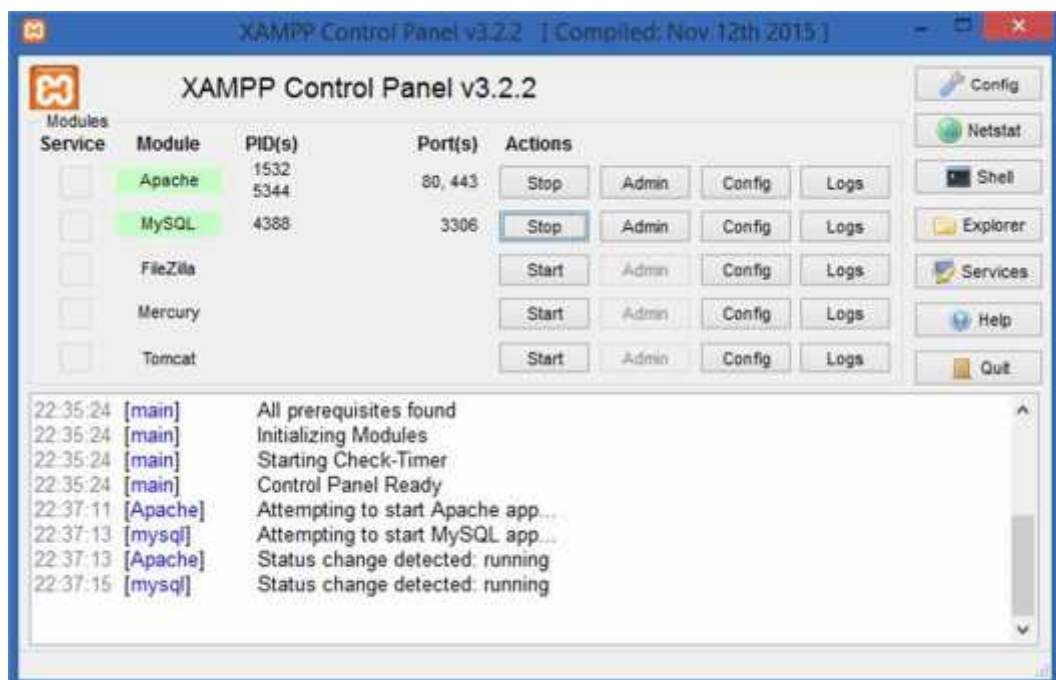 XAMPP Control Panel v3.2.2 [ Compiled: Nov 12th 2015 ]
XAMPP Control Panel v3.2.2
Config
Netstat
Shell
Explorer
Services
Help
Quit
Modules
Service Module PID(s) Port(s) Actions
Apache 1532 5344 80, 443 Stop Admin Config Logs
MySQL 4388 3306 Stop Admin Config Logs
FileZilla Start Admin Config Logs
Mercury Start Admin Config Logs
Tomcat Start Admin Config Logs
22:35:24 [main] All prerequisites found
22:35:24 [main] Initializing Modules
22:35:24 [main] Starting Check-Timer
22:35:24 [main] Control Panel Ready
22:37:11 [Apache] Attempting to start Apache app...
22:37:13 [mysql] Attempting to start MySQL app...
22:37:13 [Apache] Status change detected: running
22:37:15 [mysql] Status change detected: running